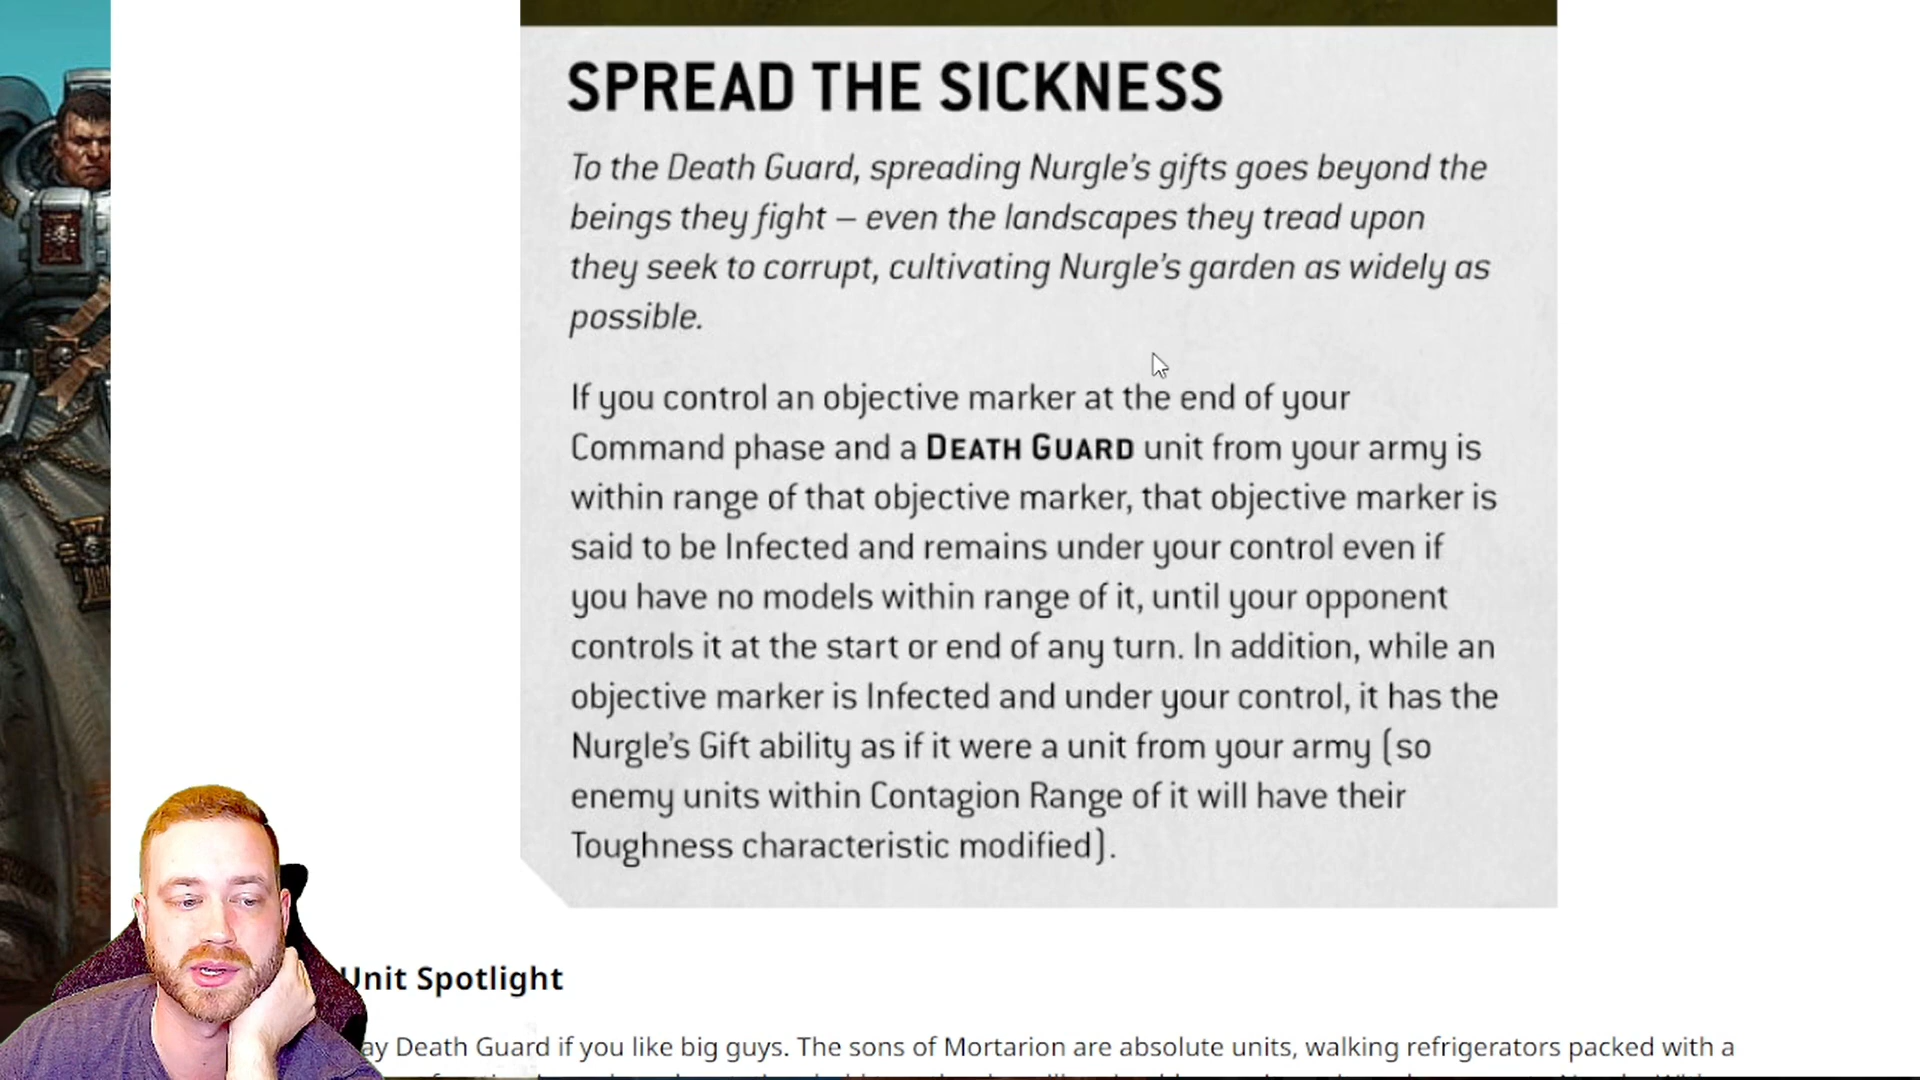 SPREAD THE SICKNESS
To the Death Guard, spreading Nurgle's gifts goes beyond the
beings they fight – even the landscapes they tread upon
they seek to corrupt, cultivating Nurgle's garden as widely as
possible.
If you control an objective marker at the end of your
Command phase and a DEATH GUARD unit from your army is
within range of that objective marker, that objective marker is
said to be Infected and remains under your control even if
you have no models within range of it, until your opponent
controls it at the start or end of any turn. In addition, while an
objective marker is Infected and under your control, it has the
Nurgle's Gift ability as if it were a unit from your army (so
enemy units within Contagion Range of it will have their
Toughness characteristic modified).
Unit Spotlight
ay Death Guard if you like big guys. The sons of Mortarion are absolute units, walking refrigerators packed with a